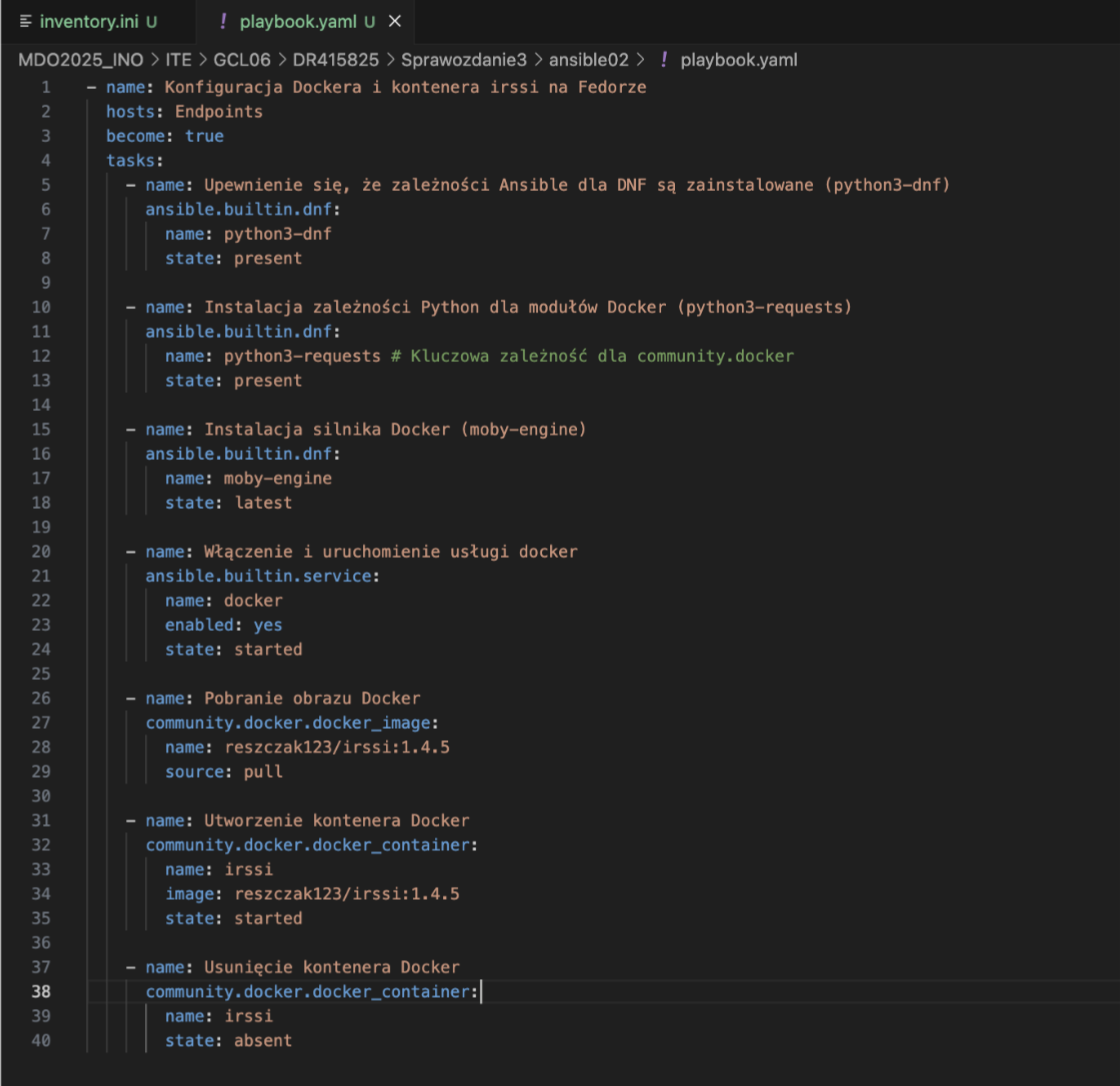 inventory.ini U
! playbook.yaml U ×
MDO2025_INO > ITE > GCL06 > DR415825 > Sprawozdanie3 > ansible02 > ! playbook.yaml
1 - name: Konfiguracja Dockera i kontenera irssi na Fedorze
2 hosts: Endpoints
3 become: true
4 tasks:
5 - name: Upewnienie się, że zależności Ansible dla DNF są zainstalowane (python3-dnf)
6 ansible.builtin.dnf:
7 name: python3-dnf
8 state: present
9
10 - name: Instalacja zależności Python dla modułów Docker (python3-requests)
11 ansible.builtin.dnf:
12 name: python3-requests # Kluczowa zależność dla community.docker
13 state: present
14
15 - name: Instalacja silnika Docker (moby-engine)
16 ansible.builtin.dnf:
17 name: moby-engine
18 state: latest
19
20 - name: Włączenie i uruchomienie usługi docker
21 ansible.builtin.service:
22 name: docker
23 enabled: yes
24 state: started
25
26 - name: Pobranie obrazu Docker
27 community.docker.docker_image:
28 name: reszczak123/irssi:1.4.5
29 source: pull
30
31 - name: Utworzenie kontenera Docker
32 community.docker.docker_container:
33 name: irssi
34 image: reszczak123/irssi:1.4.5
35 state: started
36
37 - name: Usunięcie kontenera Docker
38 community.docker.docker_container:
39 name: irssi
40 state: absent